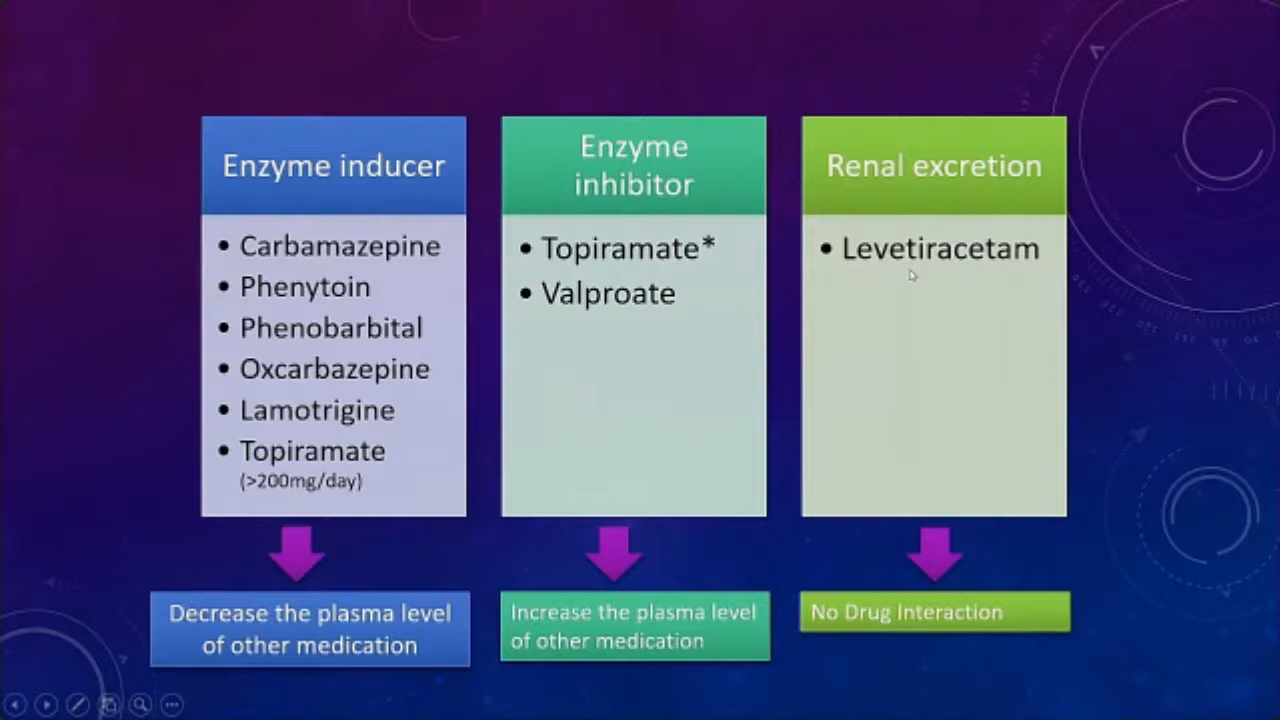 Enzyme inducer
• Carbamazepine
• Phenytoin
• Phenobarbital
• Oxcarbazepine
• Lamotrigine
• Topiramate
(>200mg/day)
Decrease the plasma level
of other medication
Enzyme
inhibitor
• Topiramate*
• Valproate
Increase the plasma level
of other medication
Renal excretion
• Levetiracetam
No Drug Interaction